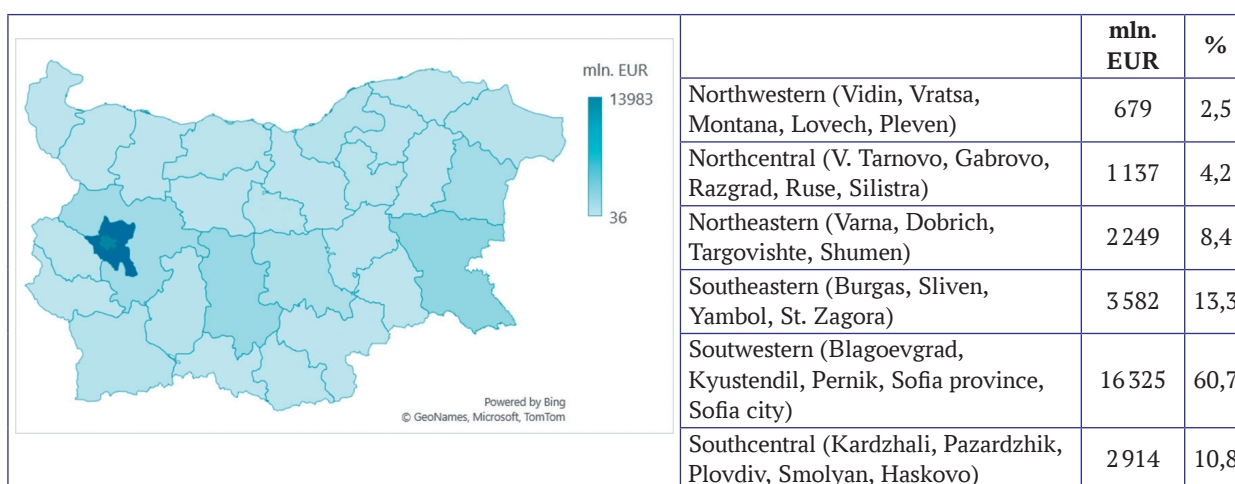 mln. EUR
13983
36
Powered by Bing
© GeoNames, Microsoft, TomTom
mln. EUR %
Northwestern (Vidin, Vratsa, Montana, Lovech, Pleven) 679 2,5
Northcentral (V. Tarnovo, Gabrovo, Razgrad, Ruse, Silistra) 1 137 4,2
Northeastern (Varna, Dobrich, Targovishte, Shumen) 2 249 8,4
Southeastern (Burgas, Sliven, Yambol, St. Zagora) 3 582 13,3
Soutwestern (Blagoevgrad, Kyustendil, Pernik, Sofia province, Sofia city) 16 325 60,7
Southcentral (Kardzhali, Pazardzhik, Plovdiv, Smolyan, Haskovo) 2 914 10,8